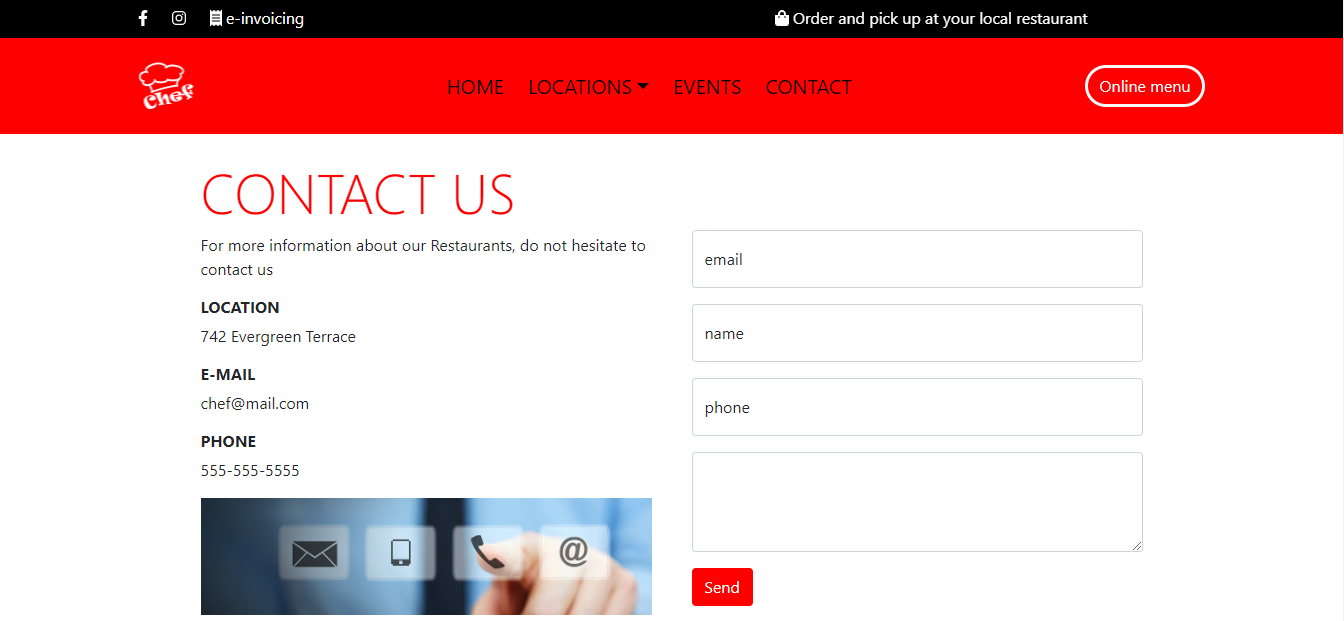 e-invoicing
Order and pick up at your local restaurant
Chef
HOME
LOCATIONS
EVENTS
CONTACT
Online menu
CONTACT US
For more information about our Restaurants, do not hesitate to
contact us
LOCATION
742 Evergreen Terrace
E-MAIL
chef@mail.com
PHONE
555-555-5555
@
email
name
phone
Send